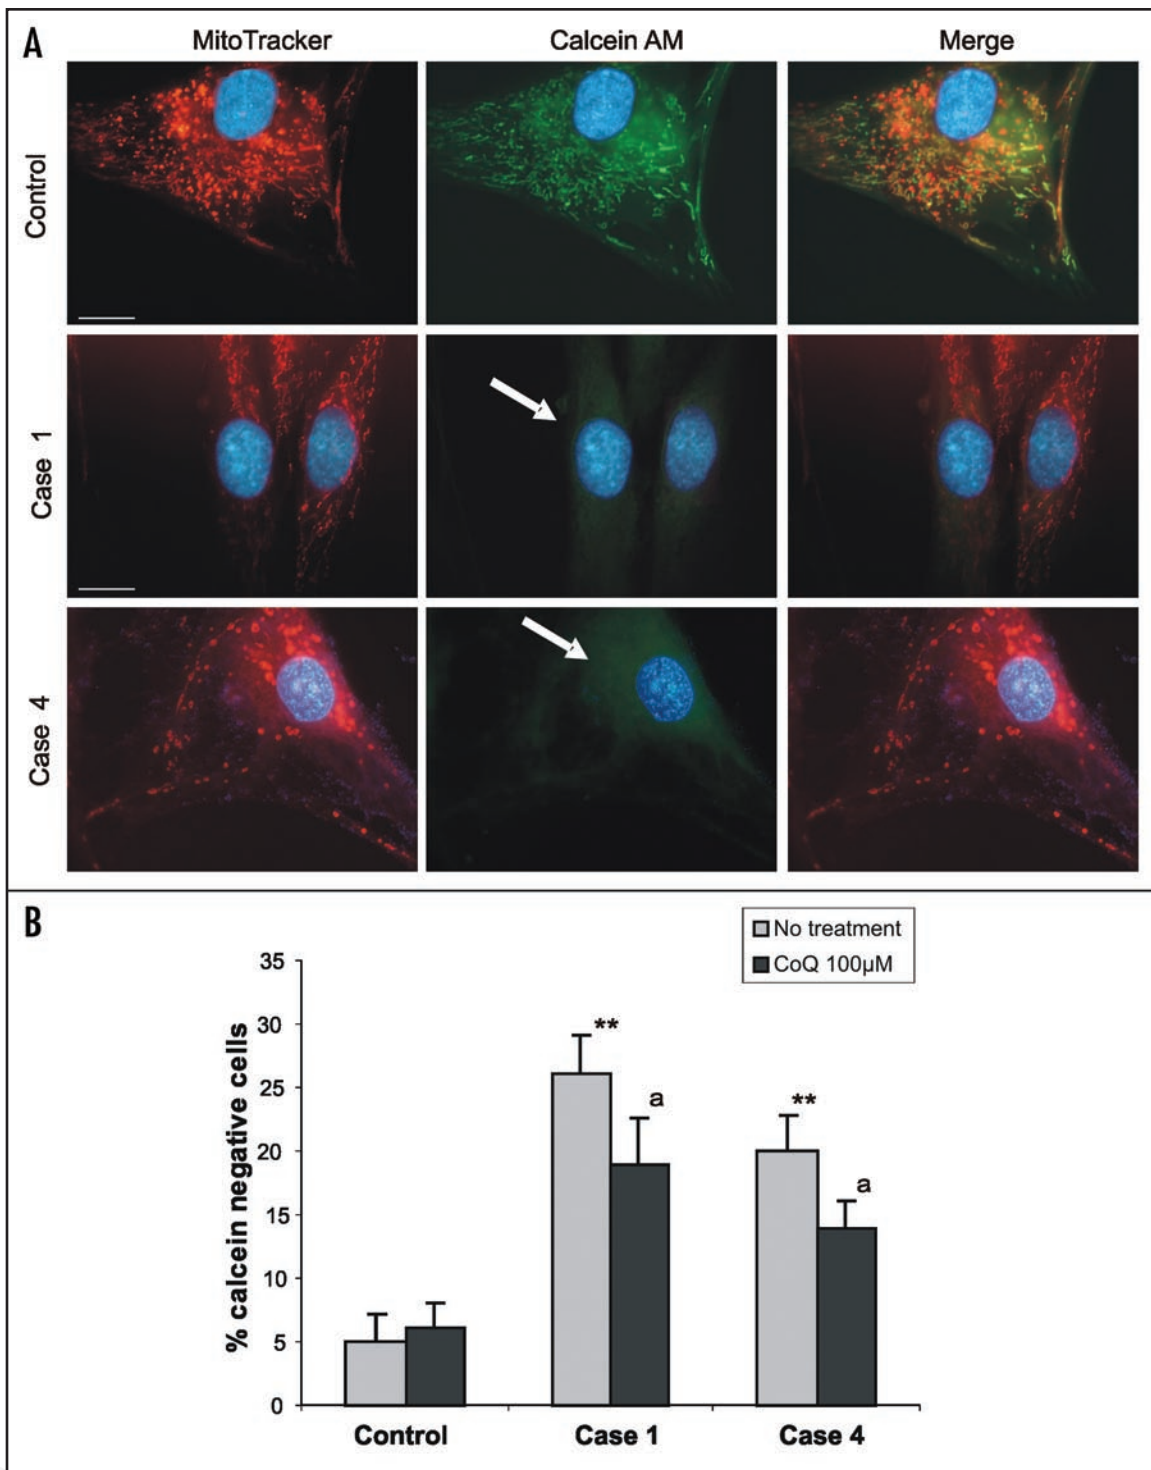 A
MitoTracker Calcein AM Merge
Control
Case 1
Case 4
B
No treatment
CoQ 100µM
% calcein negative cells
35
30
25
20
15
10
5
0
**
a
**
a
Control Case 1 Case 4